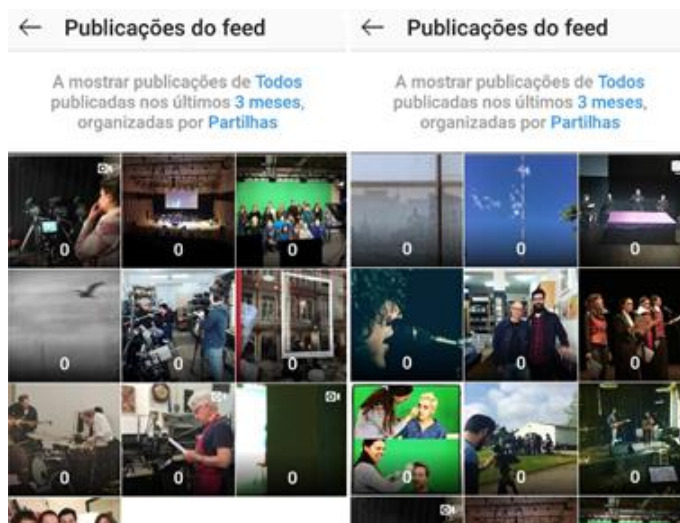 ← Publicações do feed
A mostrar publicações de Todos
publicadas nos últimos 3 meses,
organizadas por Partilhas
0 0 0
0 0 0
0 0 0
← Publicações do feed
A mostrar publicações de Todos
publicadas nos últimos 3 meses,
organizadas por Partilhas
0 0 0
0 0 0
0 0 0